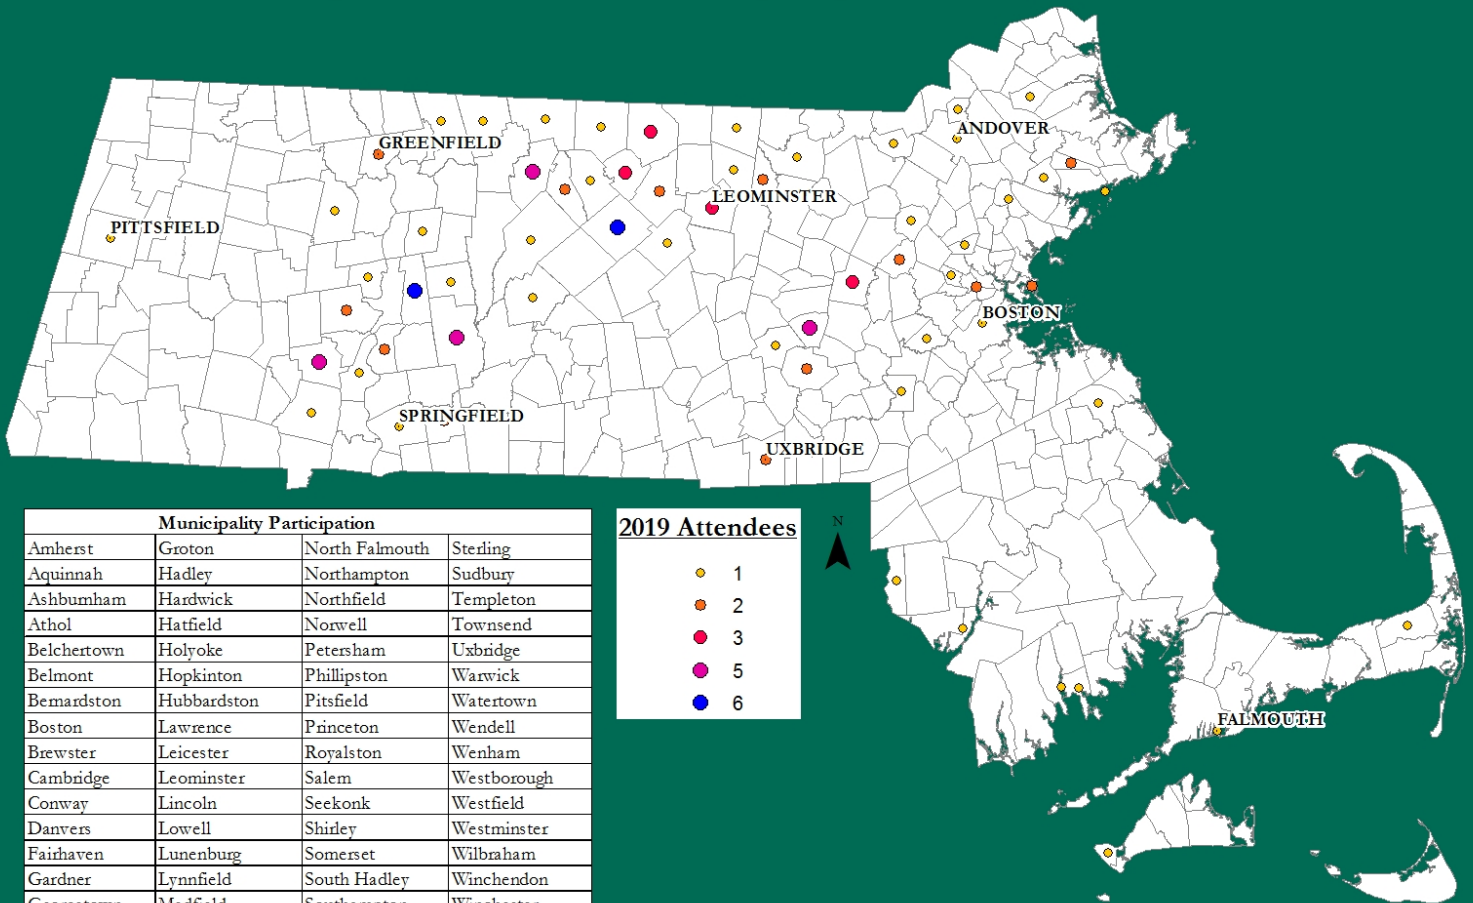 ANDOVER
GREENFIELD
LEOMINSTER
PITTSFIELD
BOSTON
SPRINGFIELD
UXBRIDGE
FALMOUTH
Municipality Participation
Amherst Groton North Falmouth Sterling
Aquinnah Hadley Northampton Sudbury
Ashburnham Hardwick Northfield Templeton
Athol Hatfield Norwell Townsend
Belchertown Holyoke Petersham Uxbridge
Belmont Hopkinton Phillipston Warwick
Bernardston Hubbardston Pitsfield Watertown
Boston Lawrence Princeton Wendell
Brewster Leicester Royalston Wenham
Cambridge Leominster Salem Westborough
Conway Lincoln Seekonk Westfield
Danvers Lowell Shirley Westminster
Fairhaven Lunenburg Somerset Wilbraham
Gardner Lynnfield South Hadley Winchendon
2019 Attendees
1
2
3
5
6
N